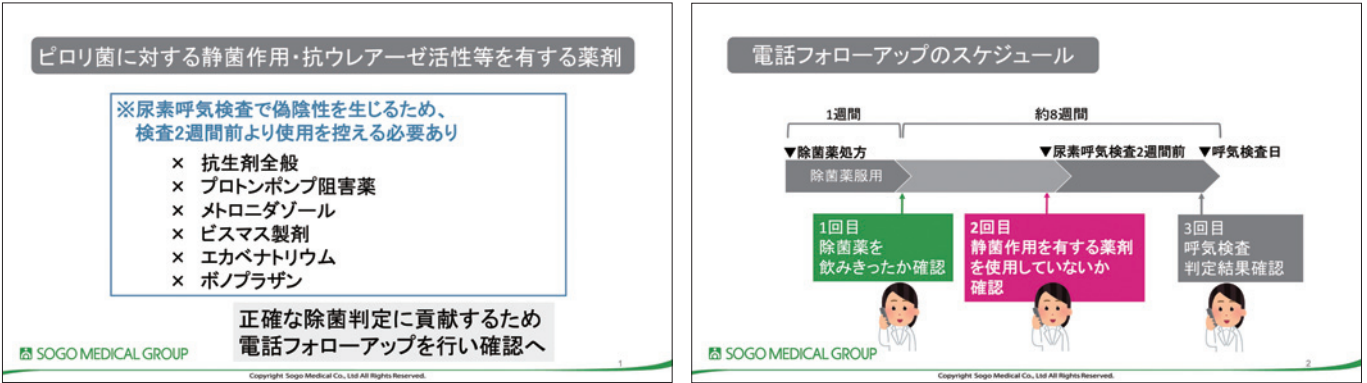 ピロリ菌に対する静菌作用・抗ウレアーゼ活性等を有する薬剤
※尿素呼気検査で偽陰性を生じるため、
検査2週間前より使用を控える必要あり
× 抗生剤全般
× プロトンポンプ阻害薬
× メトロニダゾール
× ビスマス製剤
× エカベナトリウム
× ボノプラザン
正確な除菌判定に貢献するため
電話フォローアップを行い確認へ
SOGO MEDICAL GROUP
1
Copyright Sogo Medical Co., Ltd All Rights Reserved.
電話フォローアップのスケジュール
1週間
約8週間
▼除菌薬処方
▼尿素呼気検査2週間前
▼呼気検査日
除菌薬服用
1回目
除菌薬を
飲みきったか確認
2回目
静菌作用を有する薬剤
を使用していないか
確認
3回目
呼気検査
判定結果確認
SOGO MEDICAL GROUP
2
Copyright Sogo Medical Co., Ltd All Rights Reserved.